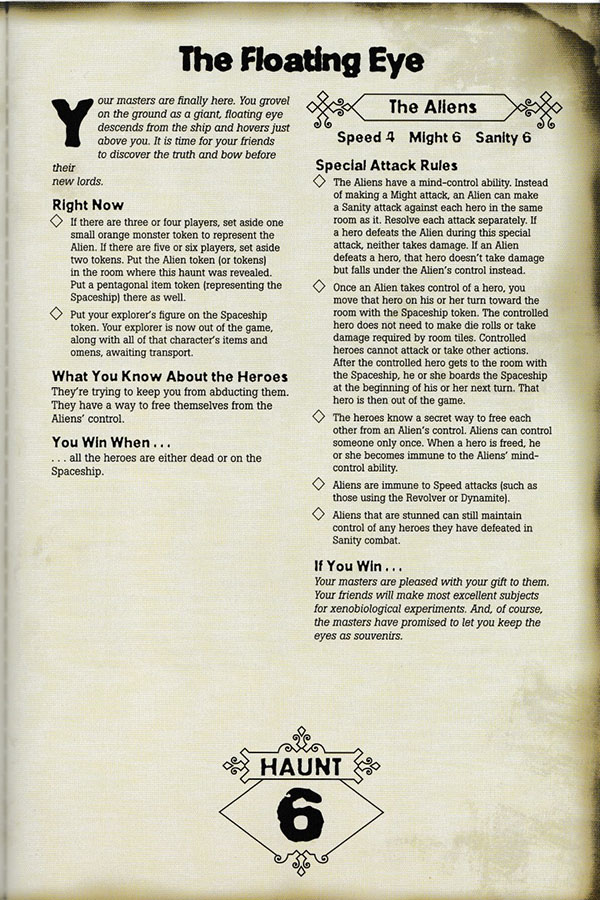 The Floating Eye
Your masters are finally here. You grovel
on the ground as a giant, floating eye
descends from the ship and hovers just
above you. It is time for your friends
to discover the truth and bow before
their
new lords.
Right Now
If there are three or four players, set aside one
small orange monster token to represent the
Alien. If there are five or six players, set aside
two tokens. Put the Alien token (or tokens)
in the room where this haunt was revealed.
Put a pentagonal item token (representing the
Spaceship) there as well.
Put your explorer's figure on the Spaceship
token. Your explorer is now out of the game,
along with all of that character's items and
omens, awaiting transport.
What You Know About the Heroes
They're trying to keep you from abducting them.
They have a way to free themselves from the
Aliens' control.
You Win When . . .
. . . all the heroes are either dead or on the
Spaceship.
The Aliens
Speed 4 Might 6 Sanity 6
Special Attack Rules
The Aliens have a mind-control ability. Instead
of making a Might attack, an Alien can make
a Sanity attack against each hero in the same
room as it. Resolve each attack separately. If
a hero defeats the Alien during this special
attack, neither takes damage. If an Alien
defeats a hero, that hero doesn't take damage
but falls under the Alien's control instead.
Once an Alien takes control of a hero, you
move that hero on his or her turn toward the
room with the Spaceship token. The controlled
hero does not need to make die rolls or take
damage required by room tiles. Controlled
heroes cannot attack or take other actions.
After the controlled hero gets to the room with
the Spaceship, he or she boards the Spaceship
at the beginning of his or her next turn. That
hero is then out of the game.
The heroes know a secret way to free each
other from an Alien's control. Aliens can control
someone only once. When a hero is freed, he
or she becomes immune to the Aliens' mind-
control ability.
Aliens are immune to Speed attacks (such as
those using the Revolver or Dynamite).
Aliens that are stunned can still maintain
control of any heroes they have defeated in
Sanity combat.
If You Win . . .
Your masters are pleased with your gift to them.
Your friends will make most excellent subjects
for xenobiological experiments. And, of course,
the masters have promised to let you keep the
eyes as souvenirs.
HAUNT
6